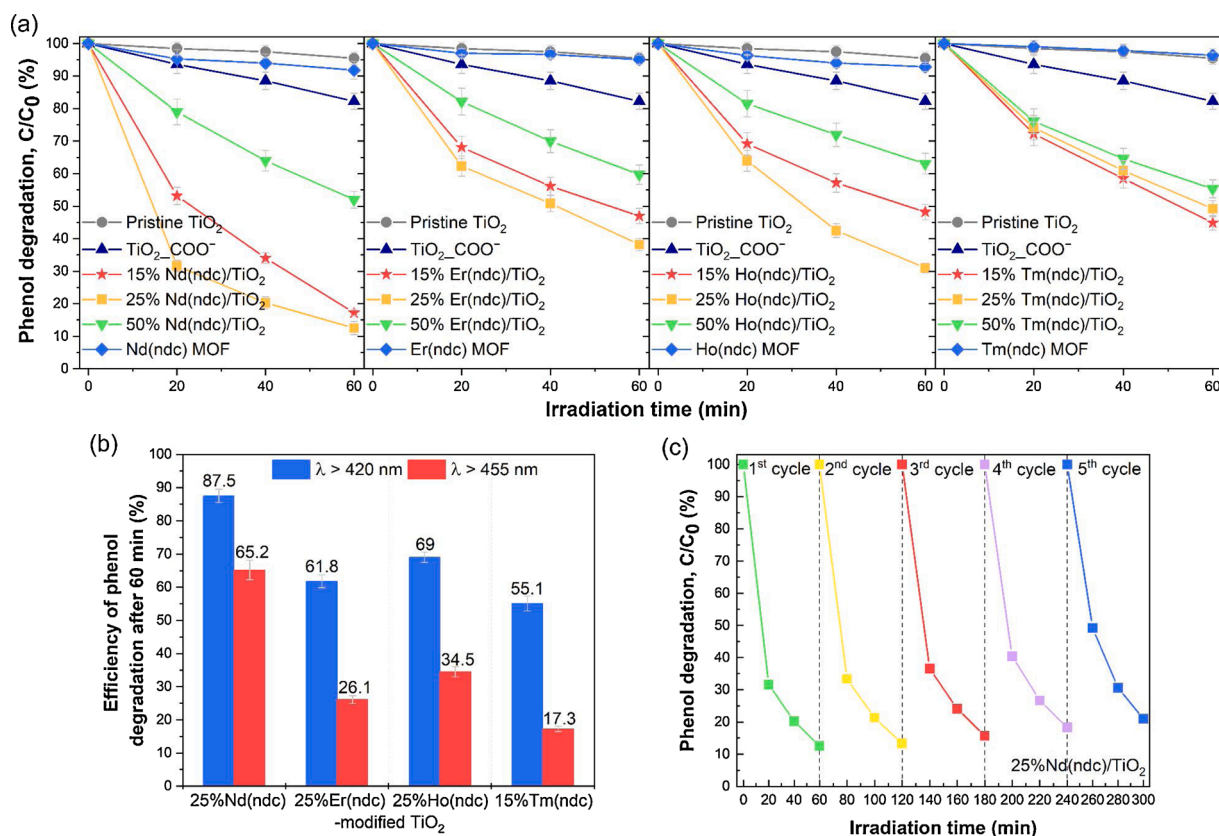 (a)
Phenol degradation, C/C₀ (%)
100
90
80
70
60
50
40
30
20
10
0
Pristine TiO₂
TiO₂_COO⁻
15% Nd(ndc)/TiO₂
25% Nd(ndc)/TiO₂
50% Nd(ndc)/TiO₂
Nd(ndc) MOF
Pristine TiO₂
TiO₂_COO⁻
15% Er(ndc)/TiO₂
25% Er(ndc)/TiO₂
50% Er(ndc)/TiO₂
Er(ndc) MOF
Pristine TiO₂
TiO₂_COO⁻
15% Ho(ndc)/TiO₂
25% Ho(ndc)/TiO₂
50% Ho(ndc)/TiO₂
Ho(ndc) MOF
Pristine TiO₂
TiO₂_COO⁻
15% Tm(ndc)/TiO₂
25% Tm(ndc)/TiO₂
50% Tm(ndc)/TiO₂
Tm(ndc) MOF
0 20 40 60 0 20 40 60 0 20 40 60 0 20 40 60
Irradiation time (min)
(b)
Efficiency of phenol
degradation after 60 min (%)
100
90
80
70
60
50
40
30
20
10
0
λ > 420 nm λ > 455 nm
87.5
65.2
61.8
26.1
69
34.5
55.1
17.3
25%Nd(ndc) 25%Er(ndc) 25%Ho(ndc) 15%Tm(ndc)
-modified TiO₂
(c)
Phenol degradation, C/C₀ (%)
100
90
80
70
60
50
40
30
20
10
0
1ˢᵗ cycle 2ⁿᵈ cycle 3ʳᵈ cycle 4ᵗʰ cycle 5ᵗʰ cycle
25%Nd(ndc)/TiO₂
0 20 40 60 80 100 120 140 160 180 200 220 240 260 280 300
Irradiation time (min)